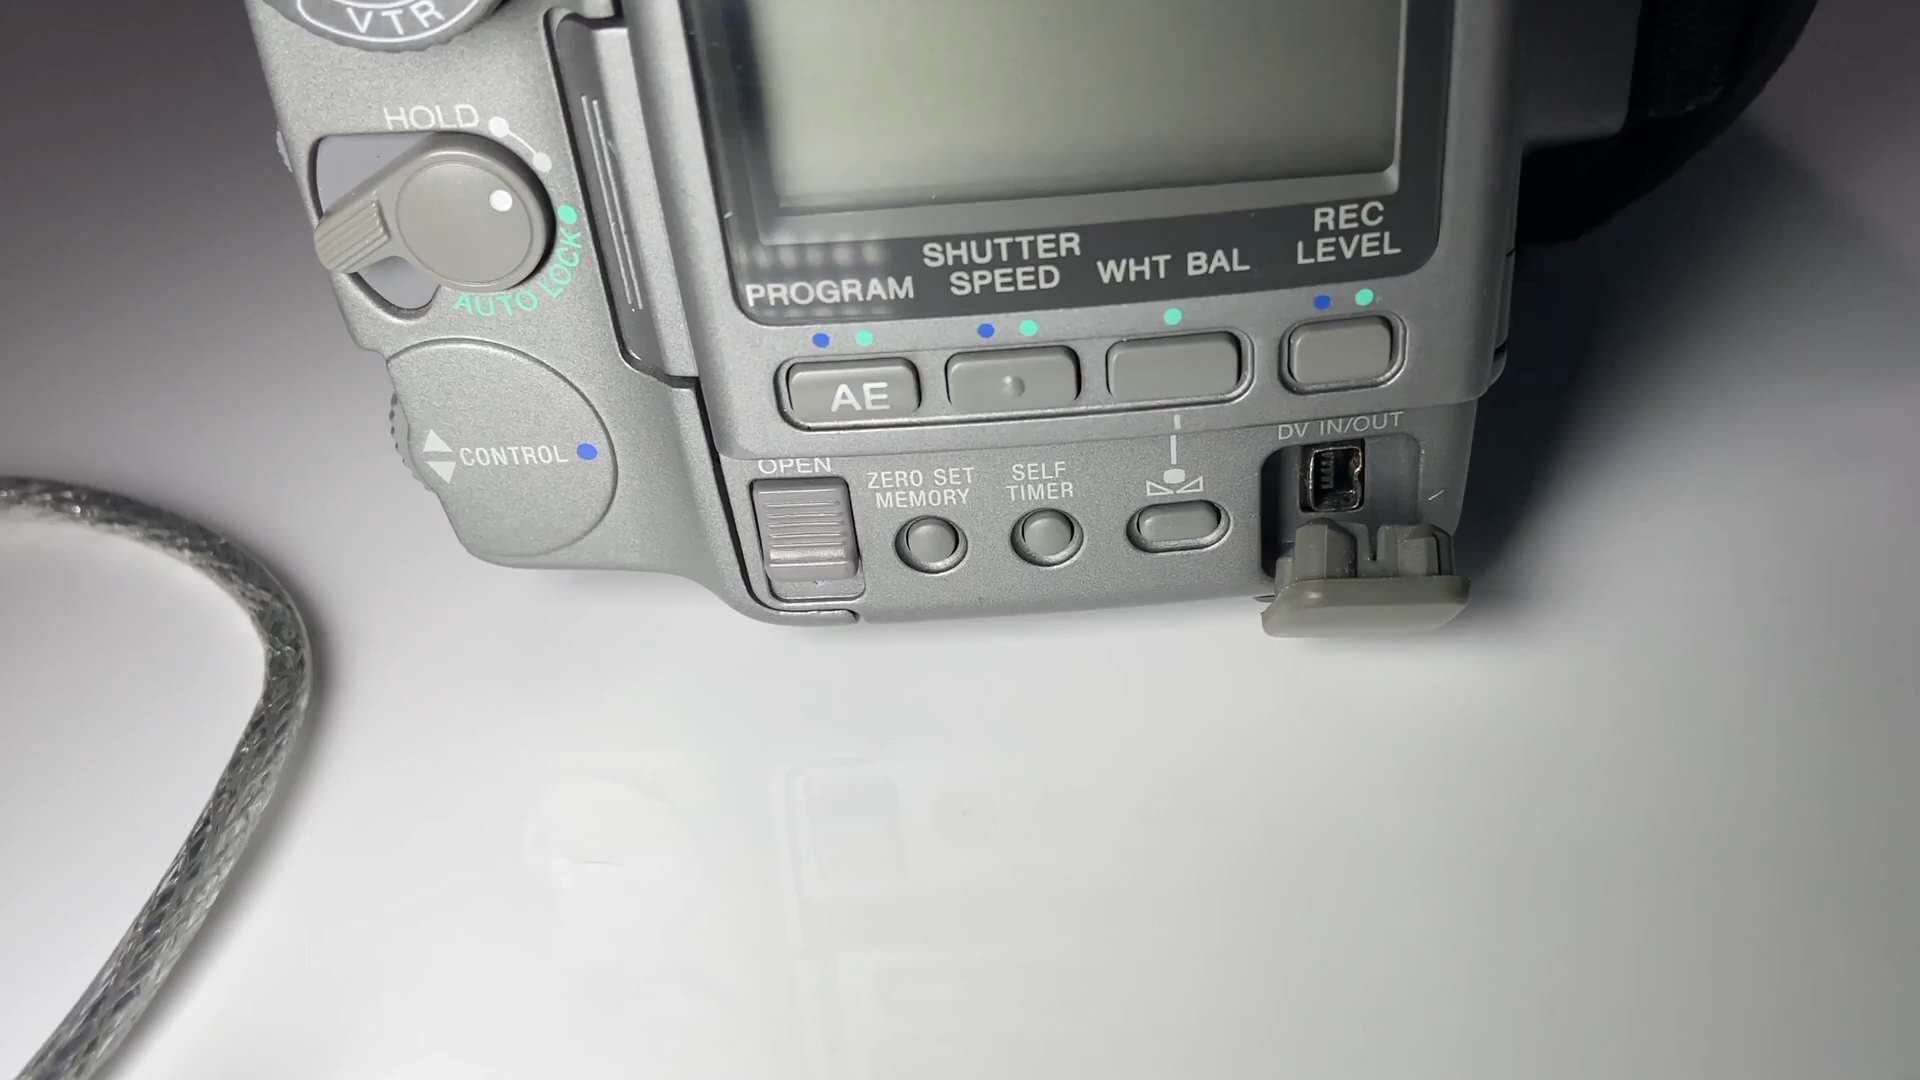 VTR
HOLD
AUTO LOCK
PROGRAM
SHUTTER
SPEED
WHT BAL
REC
LEVEL
AE
CONTROL
OPEN
ZERO SET
MEMORY
SELF
TIMER
DV IN/OUT